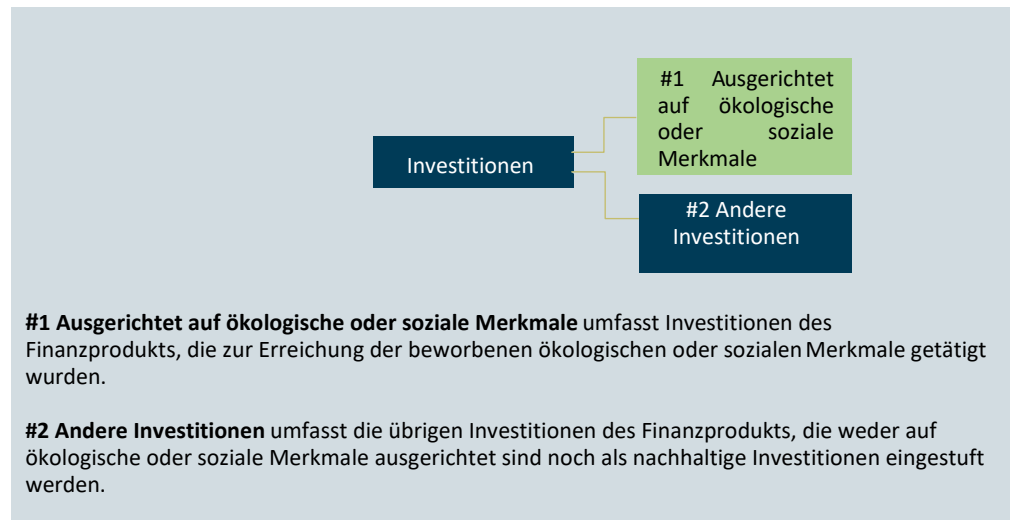 #1 Ausgerichtet
auf ökologische
oder soziale
Merkmale
Investitionen
#2 Andere
Investitionen
#1 Ausgerichtet auf ökologische oder soziale Merkmale umfasst Investitionen des
Finanzprodukts, die zur Erreichung der beworbenen ökologischen oder sozialen Merkmale getätigt
wurden.
#2 Andere Investitionen umfasst die übrigen Investitionen des Finanzprodukts, die weder auf
ökologische oder soziale Merkmale ausgerichtet sind noch als nachhaltige Investitionen eingestuft
werden.